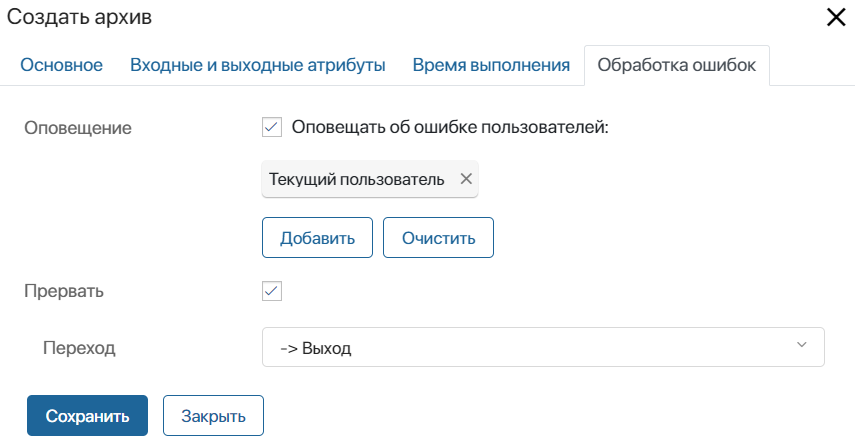 Создать архив
Основное Входные и выходные атрибуты Время выполнения Обработка ошибок
Оповещение Оповещать об ошибке пользователей:
Текущий пользователь
Добавить Очистить
Прервать
Переход -> Выход
Сохранить Закрыть